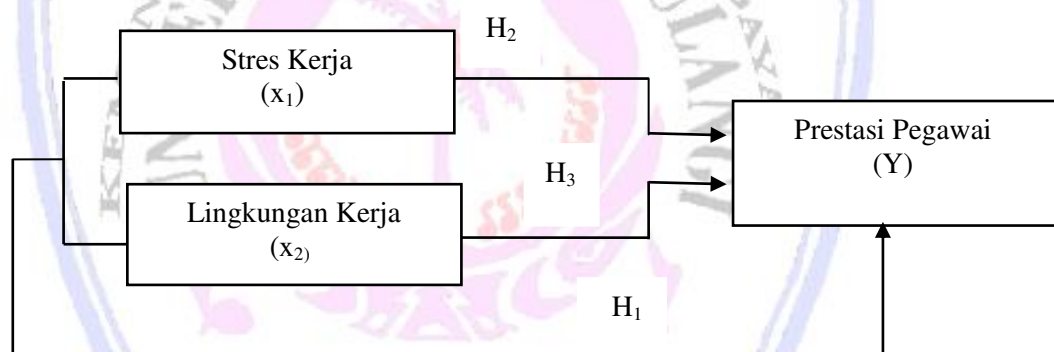 H₂
Stres Kerja
(x₁)
Prestasi Pegawai
(Y)
H₃
Lingkungan Kerja
(x₂₎
H₁